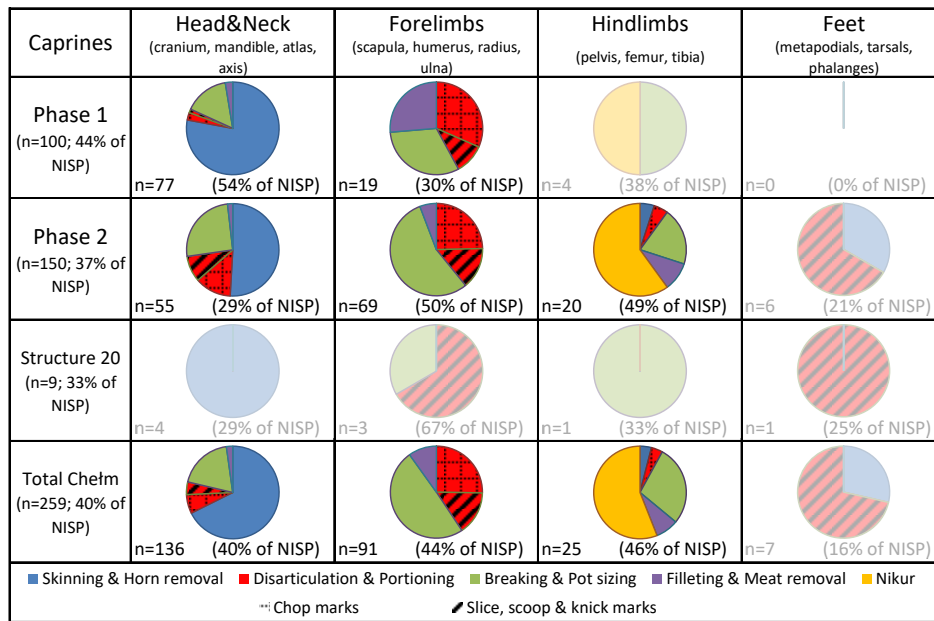 Caprines
Head&Neck
(cranium, mandible, atlas,
axis)
Forelimbs
(scapula, humerus, radius,
ulna)
Hindlimbs
(pelvis, femur, tibia)
Feet
(metapodials, tarsals,
phalanges)
Phase 1
(n=100; 44% of
NISP)
n=77 (54% of NISP)
n=19 (30% of NISP)
n=4 (38% of NISP)
n=0 (0% of NISP)
Phase 2
(n=150; 37% of
NISP)
n=55 (29% of NISP)
n=69 (50% of NISP)
n=20 (49% of NISP)
n=6 (21% of NISP)
Structure 20
(n=9; 33% of
NISP)
n=4 (29% of NISP)
n=3 (67% of NISP)
n=1 (33% of NISP)
n=1 (25% of NISP)
Total Chełm
(n=259; 40% of
NISP)
n=136 (40% of NISP)
n=91 (44% of NISP)
n=25 (46% of NISP)
n=7 (16% of NISP)
Skinning & Horn removal Disarticulation & Portioning Breaking & Pot sizing Filleting & Meat removal Nikur
Chop marks Slice, scoop & knick marks